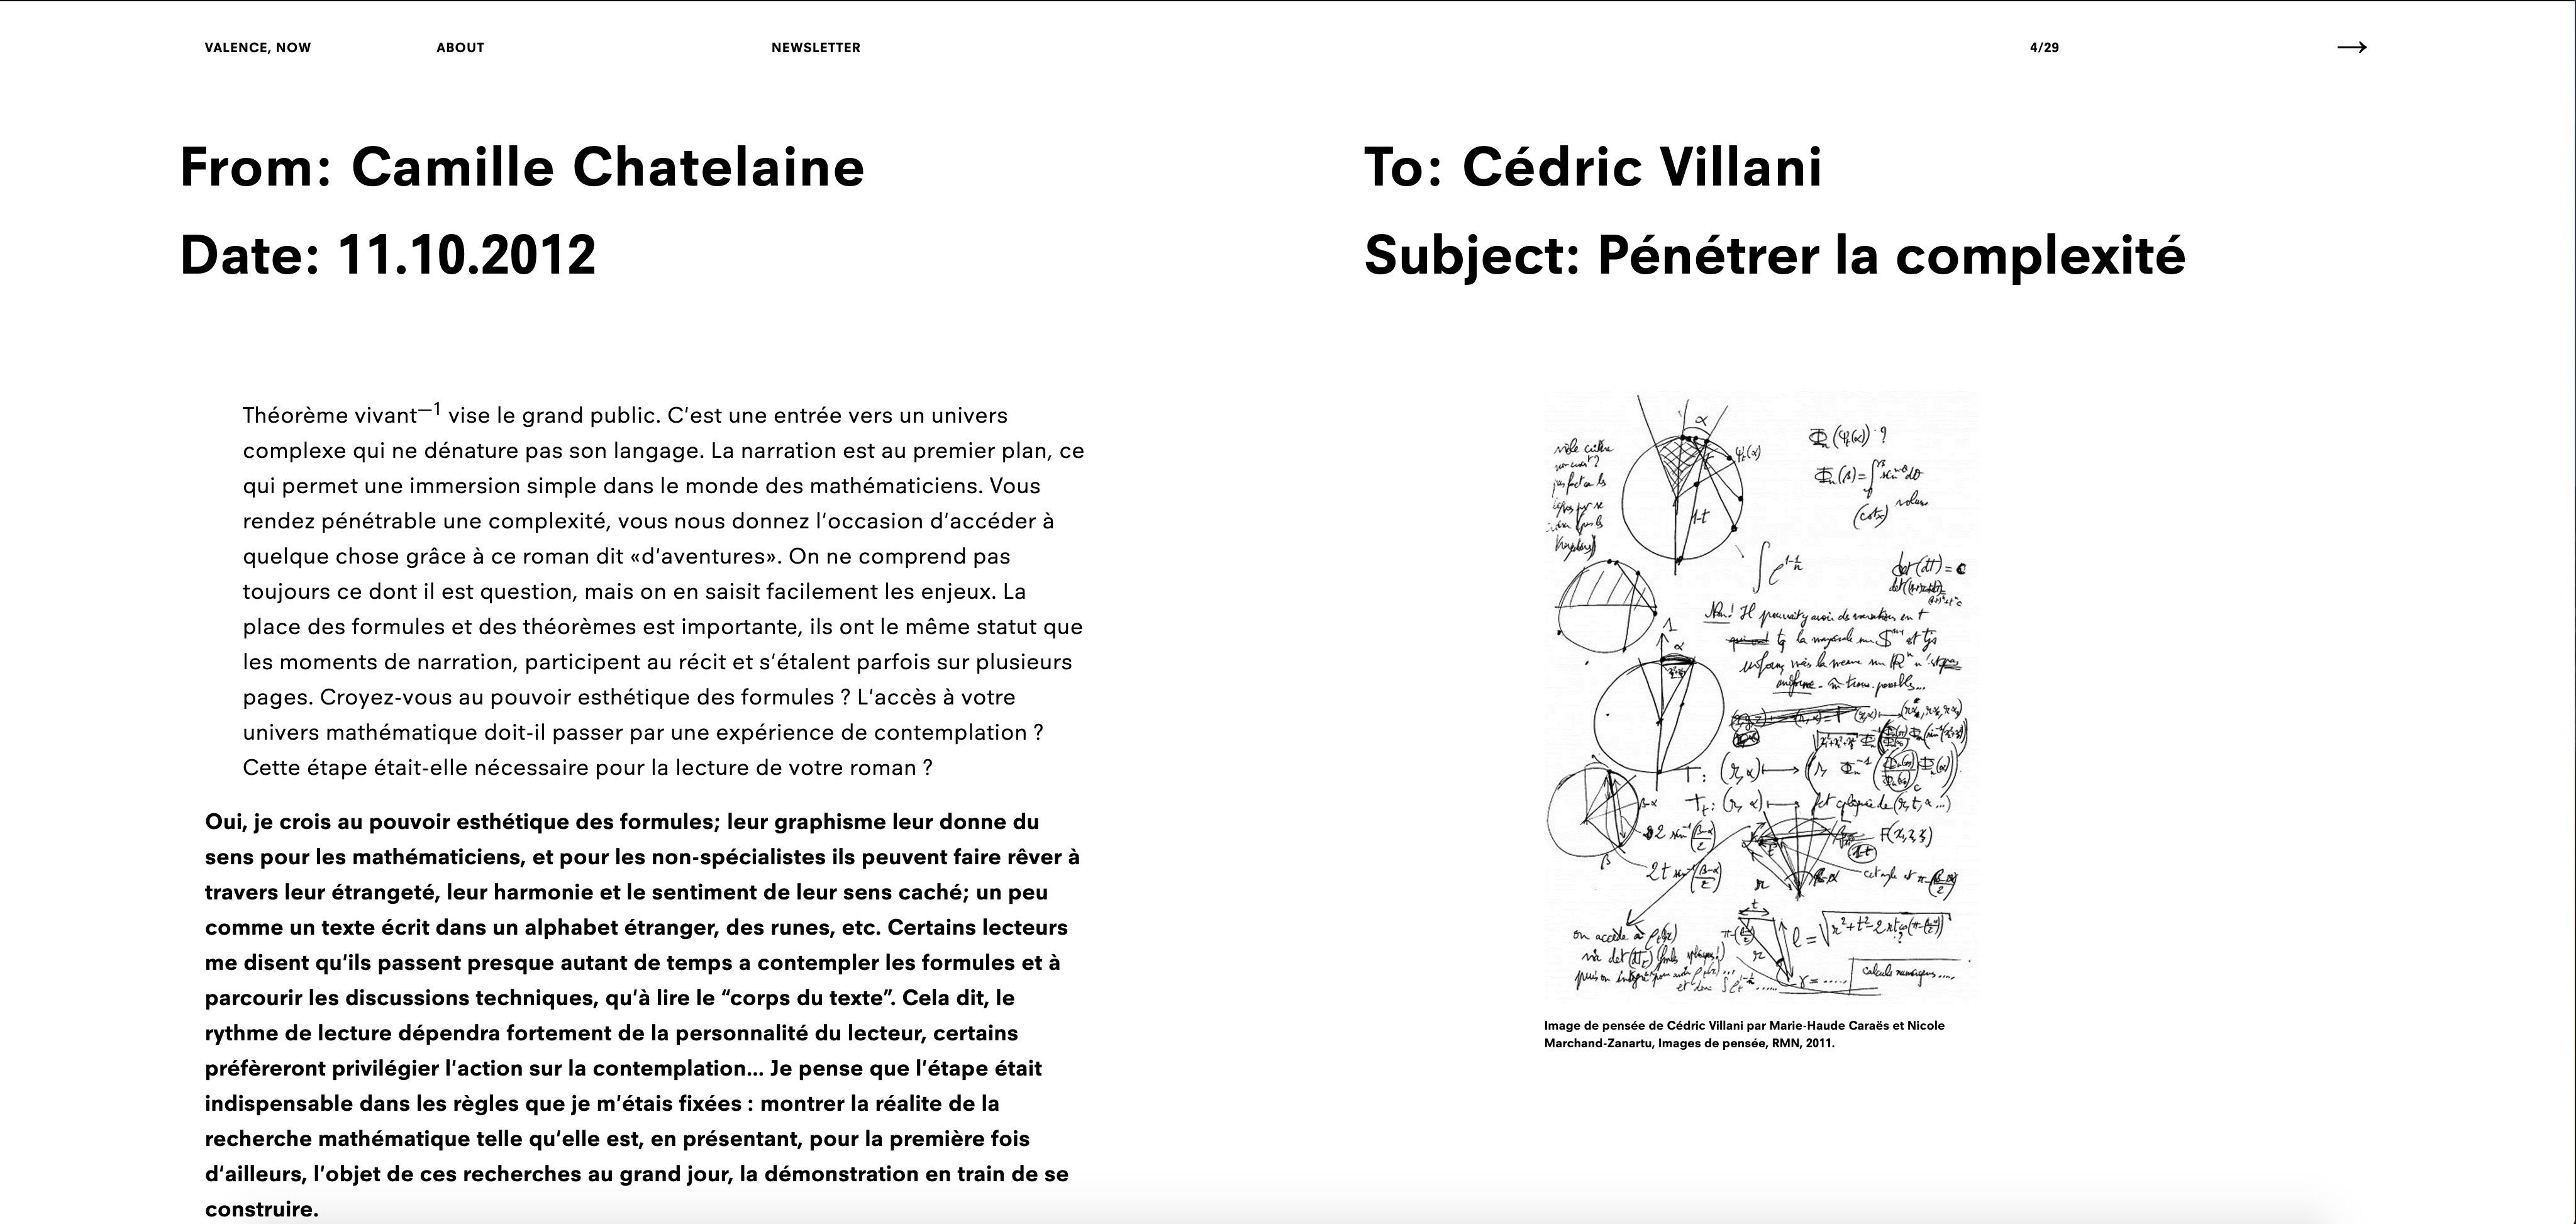 VALENCE, NOW
ABOUT
NEWSLETTER
4/29
→
From: Camille Chatelaine
Date: 11.10.2012
To: Cédric Villani
Subject: Pénétrer la complexité
Théorème vivant—1 vise le grand public. C'est une entrée vers un univers
complexe qui ne dénature pas son langage. La narration est au premier plan, ce
qui permet une immersion simple dans le monde des mathématiciens. Vous
rendez pénétrable une complexité, vous nous donnez l'occasion d'accéder à
quelque chose grâce à ce roman dit «d'aventures». On ne comprend pas
toujours ce dont il est question, mais on en saisit facilement les enjeux. La
place des formules et des théorèmes est importante, ils ont le même statut que
les moments de narration, participent au récit et s'étalent parfois sur plusieurs
pages. Croyez-vous au pouvoir esthétique des formules ? L'accès à votre
univers mathématique doit-il passer par une expérience de contemplation ?
Cette étape était-elle nécessaire pour la lecture de votre roman ?
Oui, je crois au pouvoir esthétique des formules; leur graphisme leur donne du
sens pour les mathématiciens, et pour les non-spécialistes ils peuvent faire rêver à
travers leur étrangeté, leur harmonie et le sentiment de leur sens caché; un peu
comme un texte écrit dans un alphabet étranger, des runes, etc. Certains lecteurs
me disent qu'ils passent presque autant de temps a contempler les formules et à
parcourir les discussions techniques, qu'à lire le “corps du texte”. Cela dit, le
rythme de lecture dépendra fortement de la personnalité du lecteur, certains
préfèreront privilégier l'action sur la contemplation... Je pense que l'étape était
indispensable dans les règles que je m'étais fixées : montrer la réalite de la
recherche mathématique telle qu'elle est, en présentant, pour la première fois
d'ailleurs, l'objet de ces recherches au grand jour, la démonstration en train de se
construire.
α
1-t
det(dt) = c
Non! Il
en t
α
β-α
β
F(x,z,z)
on accède à
via det
r
calculs numériques....
Image de pensée de Cédric Villani par Marie-Haude Caraës et Nicole
Marchand-Zanartu, Images de pensée, RMN, 2011.